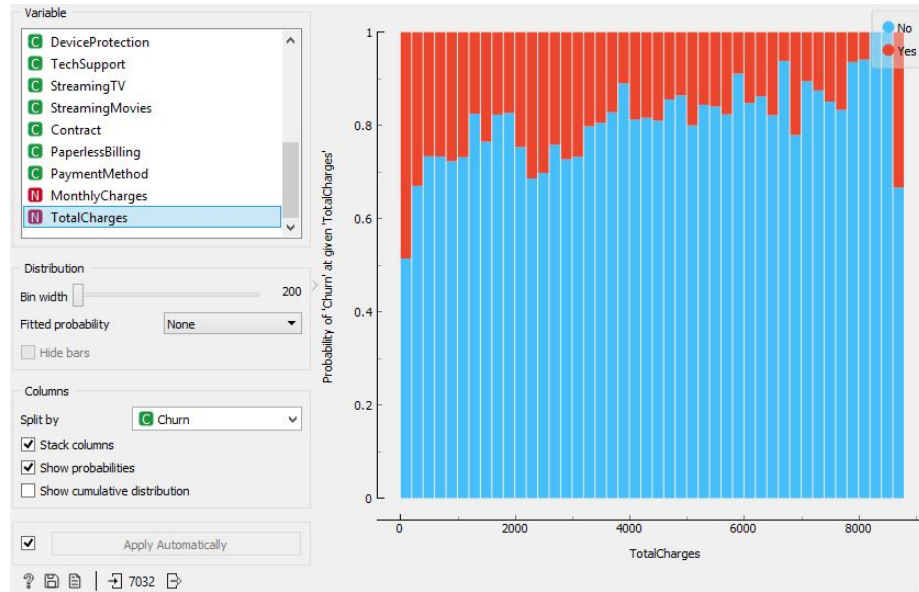 Variable
C DeviceProtection
C TechSupport
C StreamingTV
C StreamingMovies
C Contract
C PaperlessBilling
C PaymentMethod
N MonthlyCharges
N TotalCharges
Distribution
Bin width 200
Fitted probability None
Hide bars
Columns
Split by C Churn
Stack columns
Show probabilities
Show cumulative distribution
Apply Automatically
? 7032
Probability of 'Churn' at given 'TotalCharges'
1
0.8
0.6
0.4
0.2
0
0 2000 4000 6000 8000
TotalCharges
No
Yes